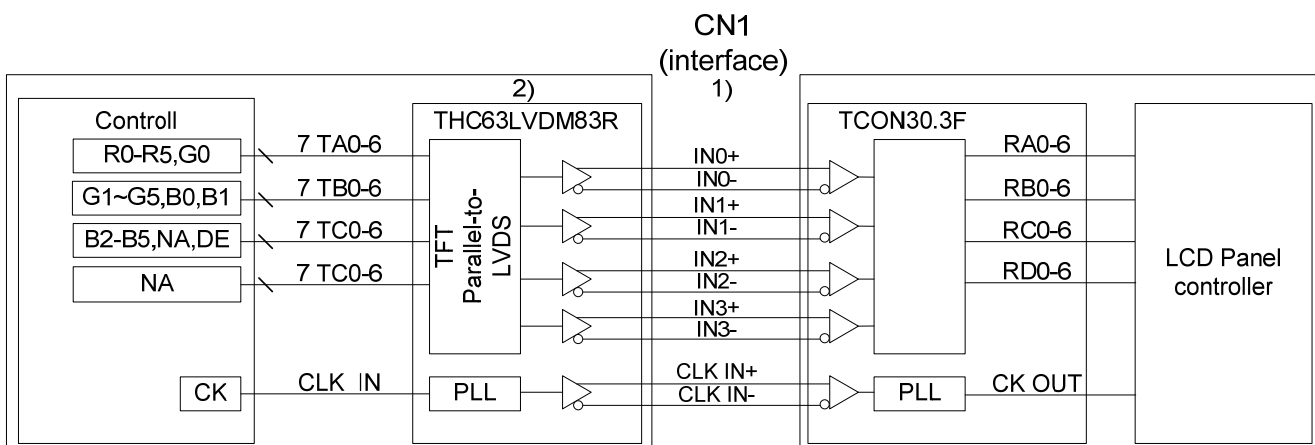 CN1
(interface)
1)
2)
Controll
R0-R5,G0
G1~G5,B0,B1
B2-B5,NA,DE
NA
CK
7 TA0-6
7 TB0-6
7 TC0-6
7 TC0-6
CLK IN
THC63LVDM83R
TFT
Parallel-to-
LVDS
PLL
IN0+
IN0-
IN1+
IN1-
IN2+
IN2-
IN3+
IN3-
CLK IN+
CLK IN-
TCON30.3F
PLL
RA0-6
RB0-6
RC0-6
RD0-6
CK OUT
LCD Panel
controller